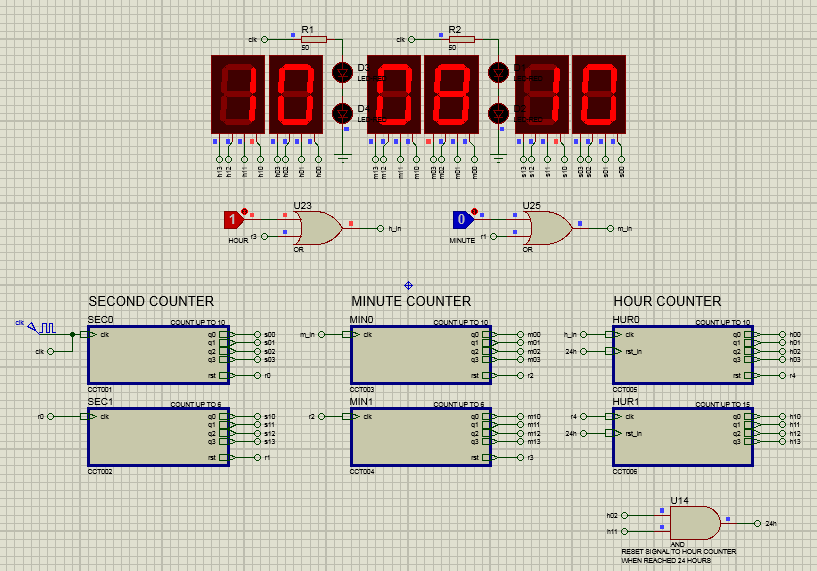 R1
R2
clk
clk
50
50
D3
LED-RED
D4
LED-RED
LED-RED
LED-RED
10
08
10
h13 h12 h11 h10 h03 h02 h01 h00
m13 m12 m11 m10 m03 m02 m01 m00
s13 s12 s11 s10 s03 s02 s01 s00
U23
1
HOUR
r3
OR
h_in
U25
0
MINUTE
r1
OR
m_in
SECOND COUNTER
SEC0
COUNT UP TO 10
clk
clk
clk
q0 s00
q1 s01
q2 s02
q3 s03
rst r0
CCT001
SEC1
COUNT UP TO 6
r0 clk
q0 s10
q1 s11
q2 s12
q3 s13
rst r1
CCT002
MINUTE COUNTER
MIN0
COUNT UP TO 10
m_in clk
q0 m00
q1 m01
q2 m02
q3 m03
rst r2
CCT003
MIN1
COUNT UP TO 6
r2 clk
q0 m10
q1 m11
q2 m12
q3 m13
rst r3
CCT004
HOUR COUNTER
HUR0
COUNT UP TO 10
h_in clk
24h rst_in
q0 h00
q1 h01
q2 h02
q3 h03
rst r4
CCT005
HUR1
COUNT UP TO 15
r4 clk
24h rst_in
q0 h10
q1 h11
q2 h12
q3 h13
rst
CCT006
U14
h02
h11
24h
AND
RESET SIGNAL TO HOUR COUNTER
WHEN REACHED 24 HOURS